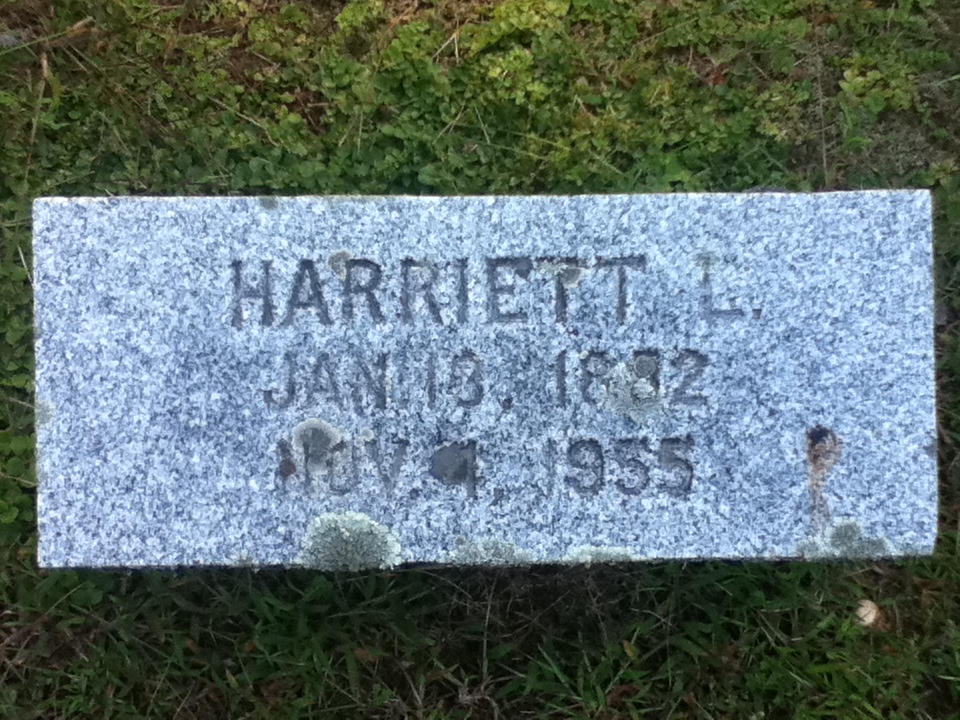 HARRIETT L.
JAN. 13, 1882
NOV. 4, 1955